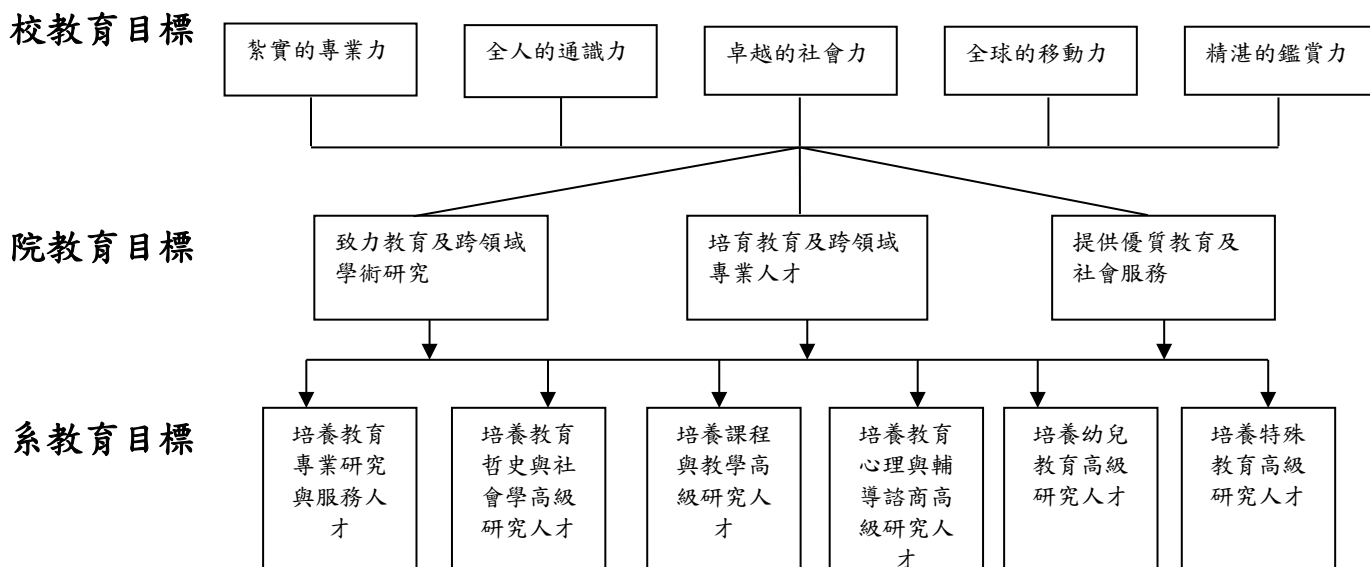 校教育目標
紮實的專業力
全人的通識力
卓越的社會力
全球的移動力
精湛的鑑賞力
院教育目標
致力教育及跨領域
學術研究
培育教育及跨領域
專業人才
提供優質教育及
社會服務
系教育目標
培養教育
專業研究
與服務人
才
培養教育
哲史與社
會學高級
研究人才
培養課程
與教學高
級研究人
才
培養教育
心理與輔
導諮商高
級研究人
才
培養幼兒
教育高級
研究人才
培養特殊
教育高級
研究人才